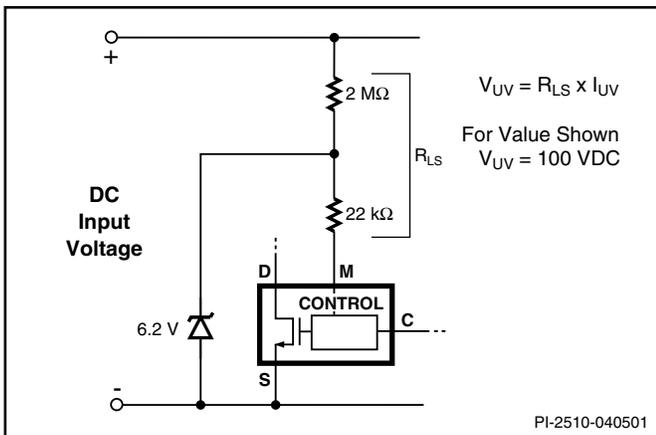 +
2 MΩ
V_UV = R_LS x I_UV
For Value Shown
V_UV = 100 VDC
R_LS
DC
Input
Voltage
22 kΩ
D
M
CONTROL
C
6.2 V
S
-
PI-2510-040501